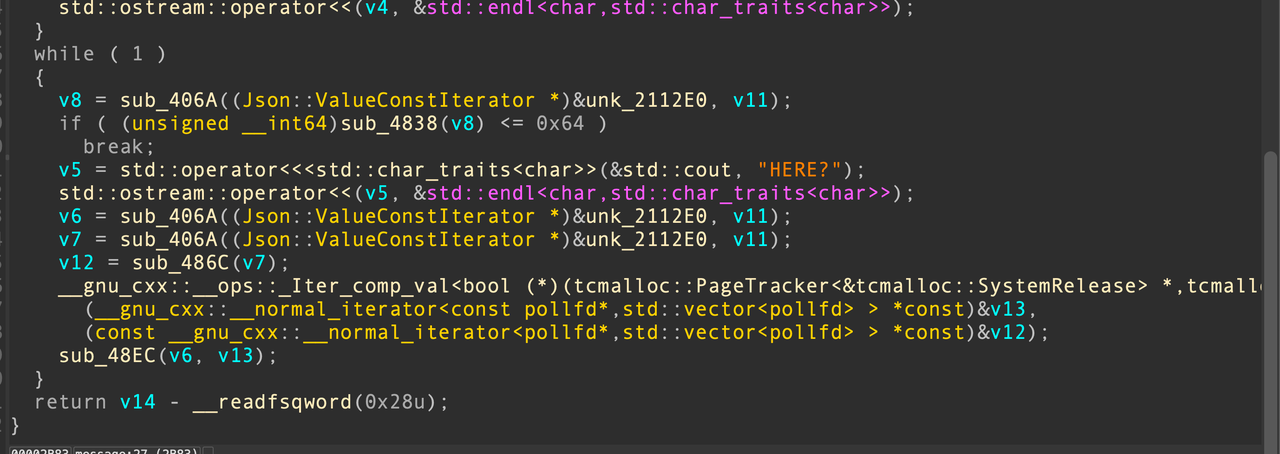 std::ostream::operator<<(v4, &std::endl<char,std::char_traits<char>>);
}
while ( 1 )
{
v8 = sub_406A((Json::ValueConstIterator *)&unk_2112E0, v11);
if ( (unsigned __int64)sub_4838(v8) <= 0x64 )
break;
v5 = std::operator<<<std::char_traits<char>>(&std::cout, "HERE?");
std::ostream::operator<<(v5, &std::endl<char,std::char_traits<char>>);
v6 = sub_406A((Json::ValueConstIterator *)&unk_2112E0, v11);
v7 = sub_406A((Json::ValueConstIterator *)&unk_2112E0, v11);
v12 = sub_486C(v7);
__gnu_cxx::__ops::_Iter_comp_val<bool (*)(tcmalloc::PageTracker<&tcmalloc::SystemRelease> *,tcmall
(__gnu_cxx::__normal_iterator<const pollfd*,std::vector<pollfd> > *const)&v13,
(const __gnu_cxx::__normal_iterator<pollfd*,std::vector<pollfd> > *const)&v12);
sub_48EC(v6, v13);
}
return v14 - __readfsqword(0x28u);
}
00002B83 message:27 (2B83)